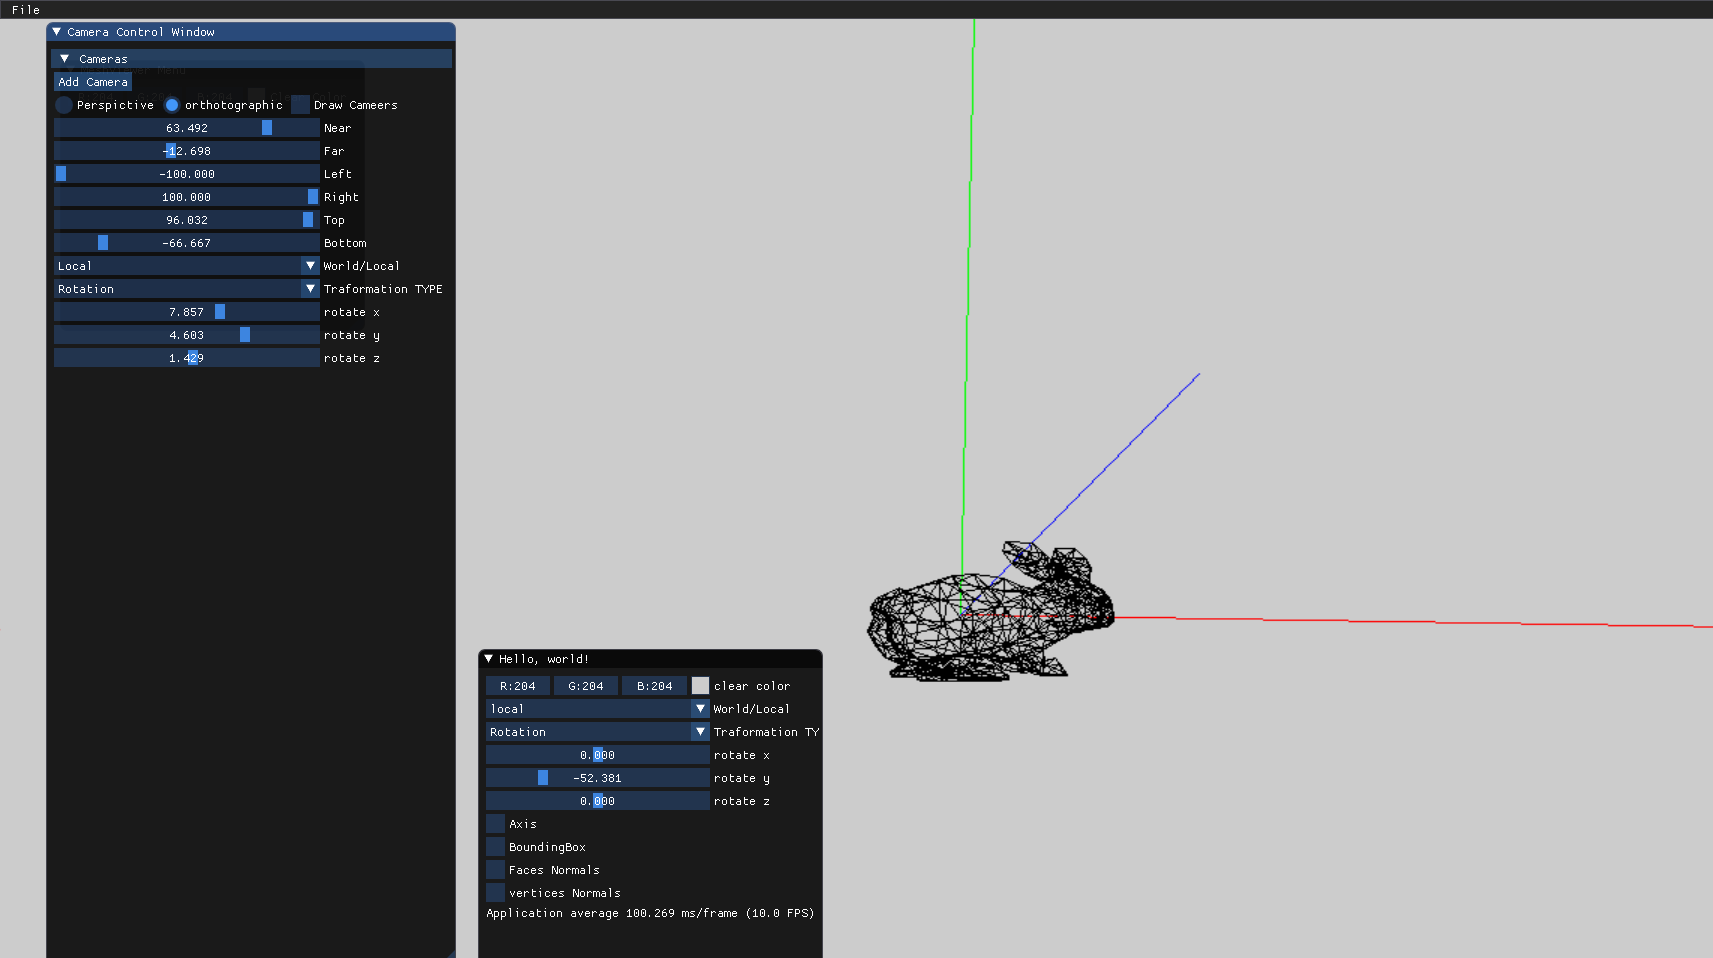 File
Camera Control Window
Cameras
Add Camera
Perspictive orthotographic Draw Cameers
63.492 Near
-12.698 Far
-100.000 Left
100.000 Right
96.032 Top
-66.667 Bottom
Local World/Local
Rotation Traformation TYPE
7.857 rotate x
4.603 rotate y
1.429 rotate z
Hello, world!
R:204 G:204 B:204 clear color
local World/Local
Rotation Traformation TY
0.000 rotate x
-52.381 rotate y
0.000 rotate z
Axis
BoundingBox
Faces Normals
vertices Normals
Application average 100.269 ms/frame (10.0 FPS)